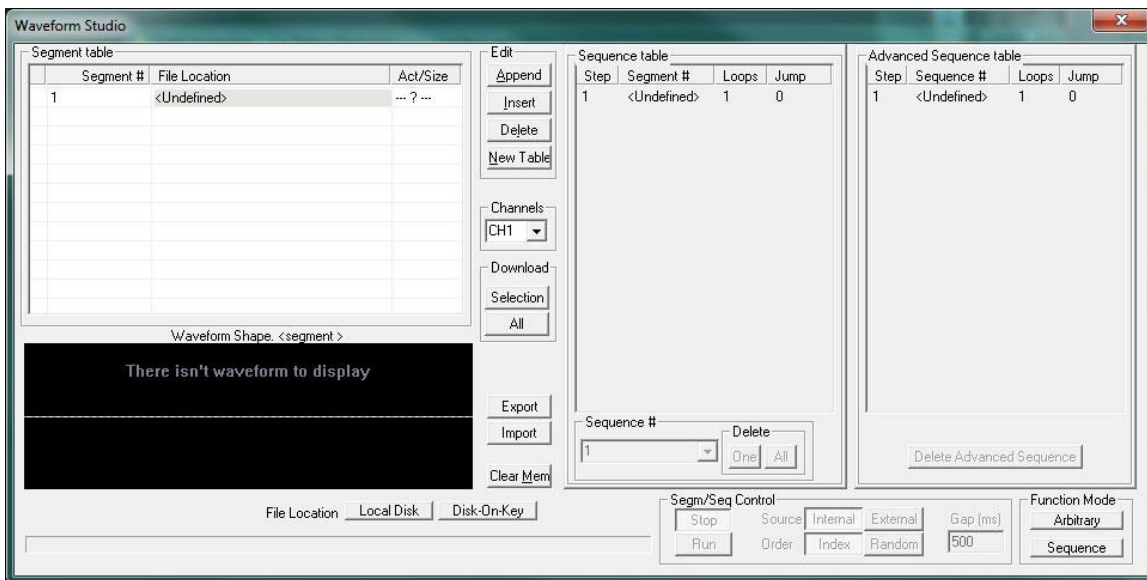 Waveform Studio
Segment table
Segment # File Location Act/Size
1 <Undefined> --- ? ---
Waveform Shape. <segment >
There isn't waveform to display
Edit
Append
Insert
Delete
New Table
Channels
CH1
Download
Selection
All
Export
Import
Clear Mem
Sequence table
Step Segment # Loops Jump
1 <Undefined> 1 0
Sequence #
1
Delete
One All
Advanced Sequence table
Step Sequence # Loops Jump
1 <Undefined> 1 0
Delete Advanced Sequence
File Location Local Disk Disk-On-Key
Segm/Seq Control
Stop Source Internal External Gap (ms)
Run Order Index Random 500
Function Mode
Arbitrary
Sequence